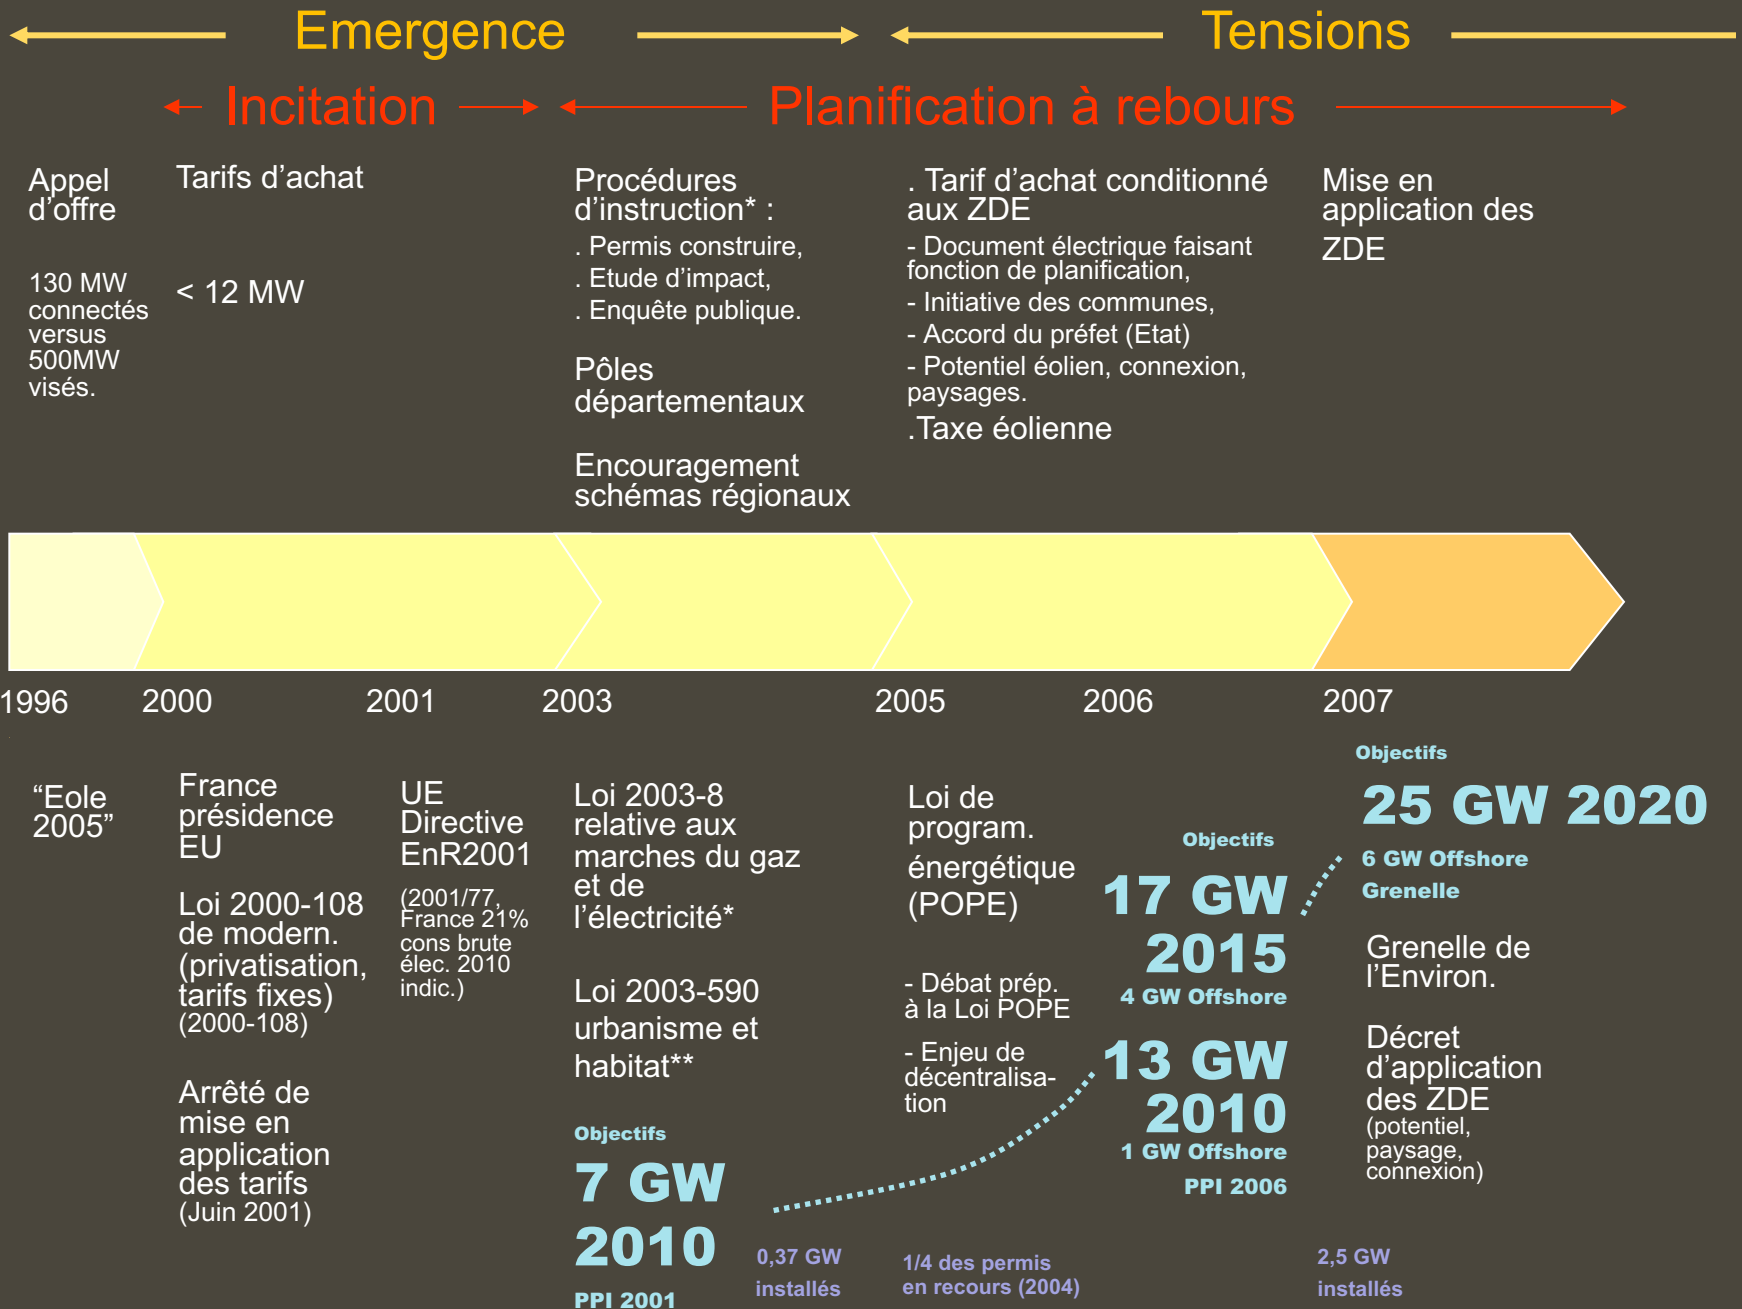 Emergence
Tensions
Incitation
Planification à rebours
Appel
d'offre
130 MW
connectés
versus
500MW
visés.
Tarifs d'achat
< 12 MW
Procédures
d'instruction* :
. Permis construire,
. Etude d'impact,
. Enquête publique.
Pôles
départementaux
Encouragement
schémas régionaux
. Tarif d'achat conditionné
aux ZDE
- Document électrique faisant
fonction de planification,
- Initiative des communes,
- Accord du préfet (Etat)
- Potentiel éolien, connexion,
paysages.
.Taxe éolienne
Mise en
application des
ZDE
1996
2000
2001
2003
2005
2006
2007
“Eole
2005”
France
présidence
EU
Loi 2000-108
de modern.
(privatisation,
tarifs fixes)
(2000-108)
Arrêté de
mise en
application
des tarifs
(Juin 2001)
UE
Directive
EnR2001
(2001/77,
France 21%
cons brute
élec. 2010
indic.)
Loi 2003-8
relative aux
marches du gaz
et de
l'électricité*
Loi 2003-590
urbanisme et
habitat**
Objectifs
7 GW
2010
PPI 2001
0,37 GW
installés
Loi de
program.
énergétique
(POPE)
- Débat prép.
à la Loi POPE
- Enjeu de
décentralisa-
tion
1/4 des permis
en recours (2004)
Objectifs
17 GW
2015
4 GW Offshore
13 GW
2010
1 GW Offshore
PPI 2006
Objectifs
25 GW 2020
6 GW Offshore
Grenelle
Grenelle de
l'Environ.
Décret
d'application
des ZDE
(potentiel,
paysage,
connexion)
2,5 GW
installés